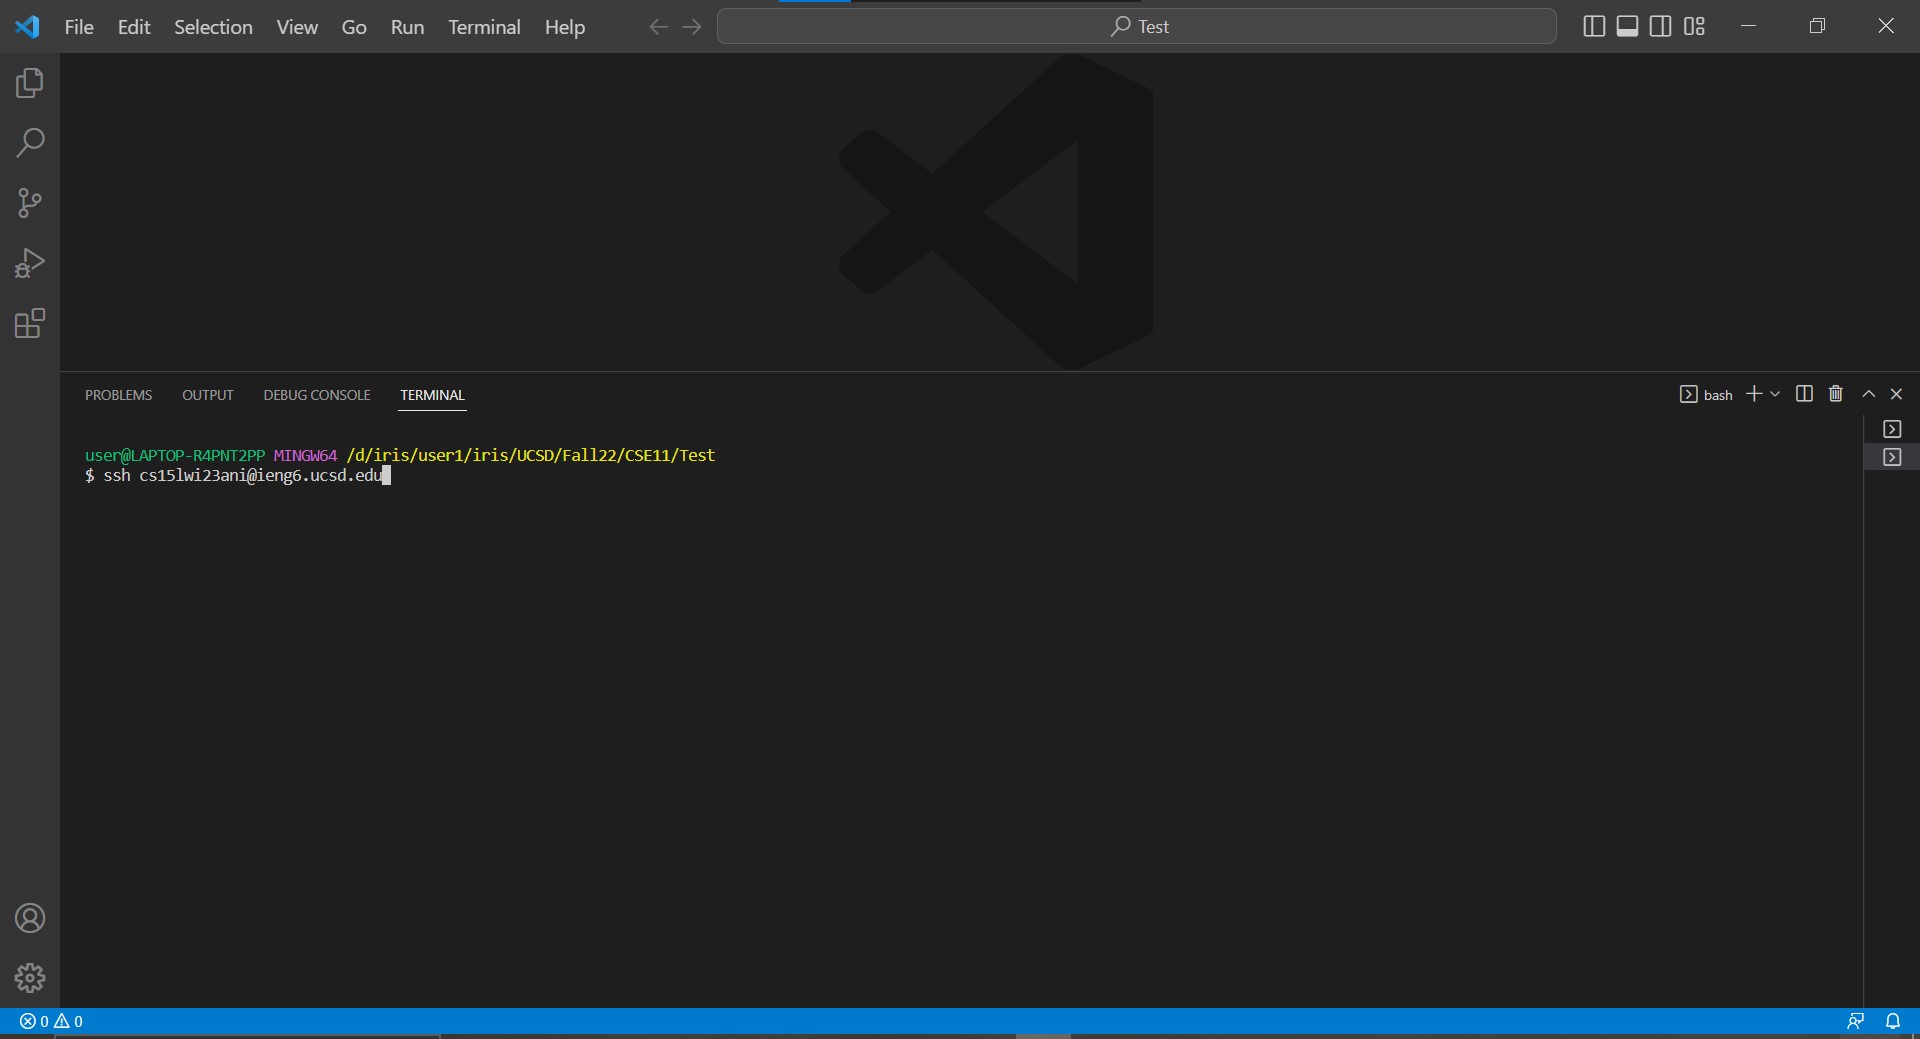 File Edit Selection View Go Run Terminal Help Test
PROBLEMS OUTPUT DEBUG CONSOLE TERMINAL bash
user@LAPTOP-R4PNT2PP MINGW64 /d/iris/user1/iris/UCSD/Fall22/CSE11/Test
$ ssh cs15lwi23ani@ieng6.ucsd.edu
0 0